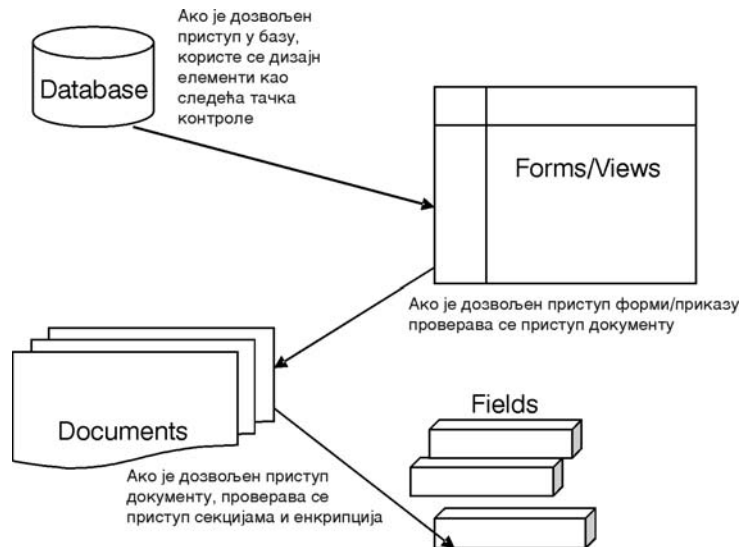 Ако је дозвољен
приступ у базу,
користе се дизајн
елементи као
следећа тачка
контроле
Database
Forms/Views
Ако је дозвољен приступ форми/приказу
проверава се приступ документу
Fields
Documents
Ако је дозвољен приступ
документу, проверава се
приступ секцијама и енкрипција